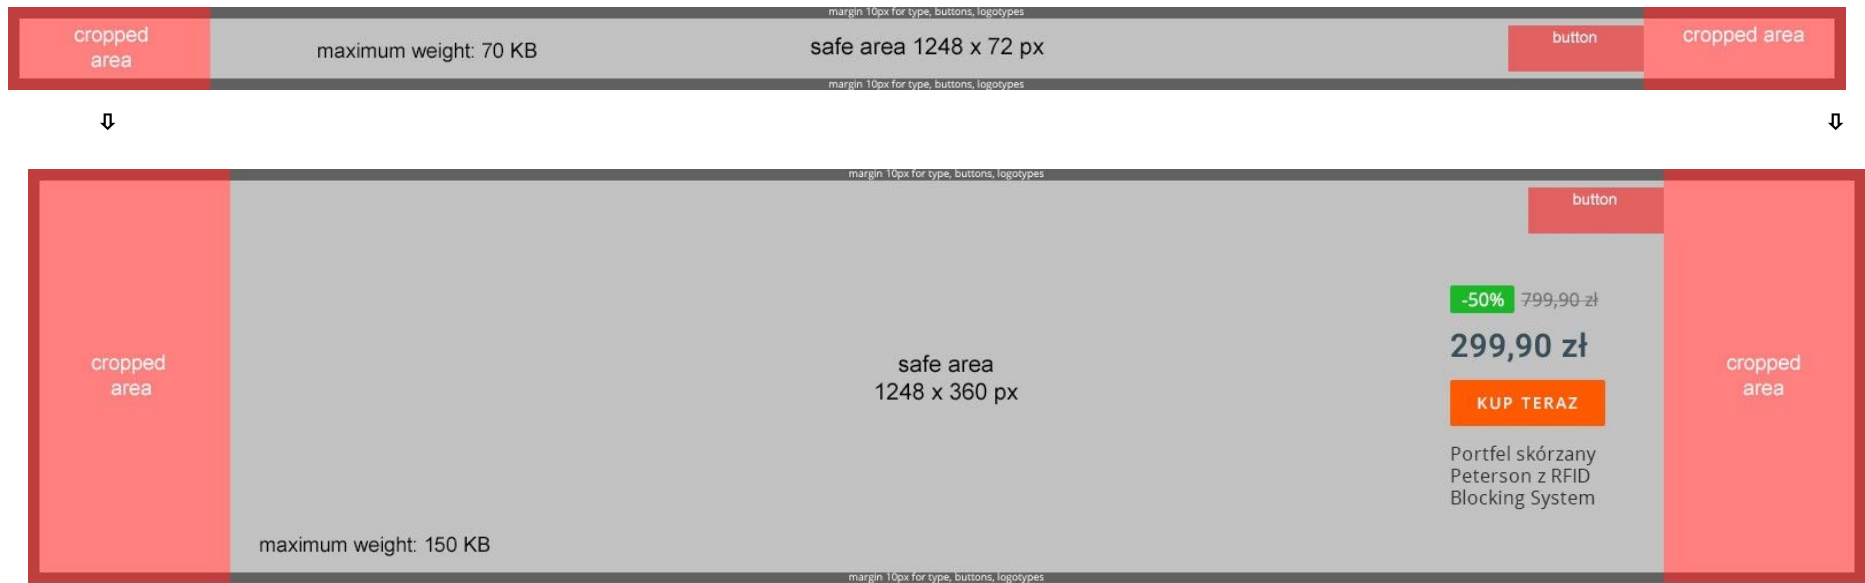 margin 10px for type, buttons, logotypes
cropped
area
maximum weight: 70 KB
safe area 1248 x 72 px
button
cropped area
margin 10px for type, buttons, logotypes
⇩
⇩
margin 10px for type, buttons, logotypes
button
-50% 799,90 zł
299,90 zł
cropped
area
safe area
1248 x 360 px
KUP TERAZ
cropped
area
Portfel skórzany
Peterson z RFID
Blocking System
maximum weight: 150 KB
margin 10px for type, buttons, logotypes